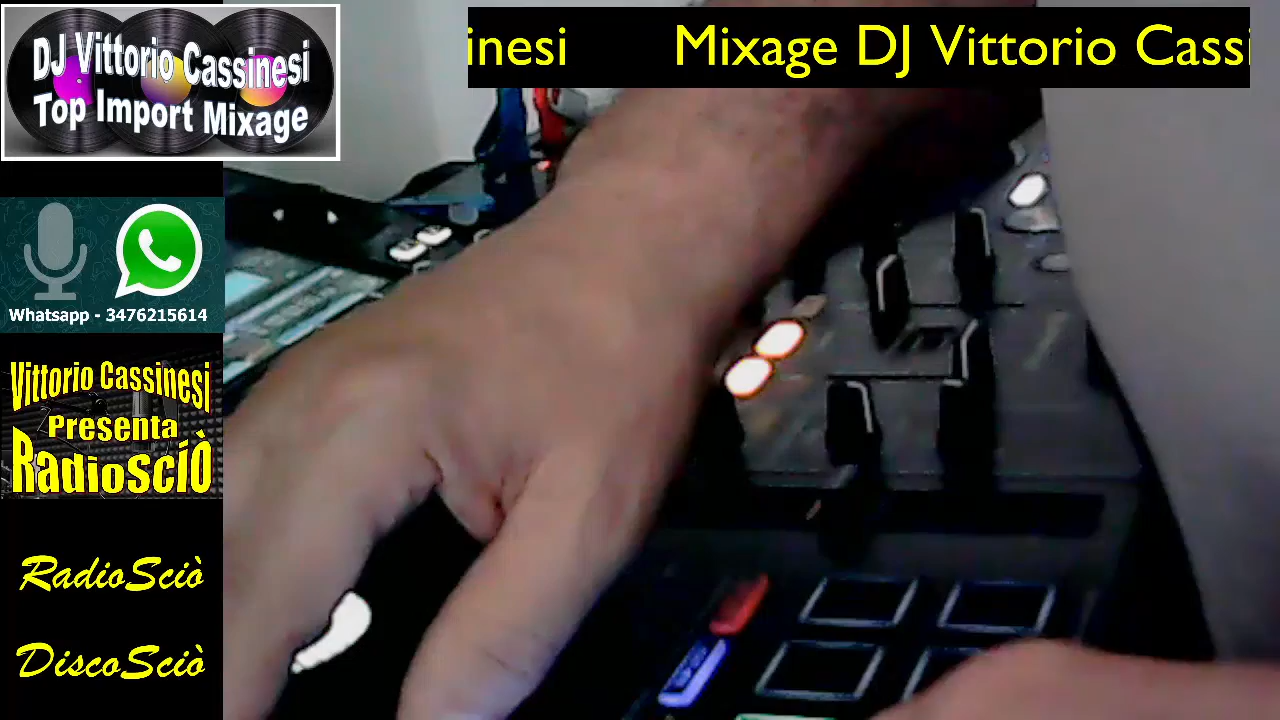 DJ Vittorio Cassinesi
Top Import Mixage
inesi Mixage DJ Vittorio Cassi
Whatsapp - 3476215614
Vittorio Cassinesi
Presenta
RadioSciò
RadioSciò
DiscoSciò